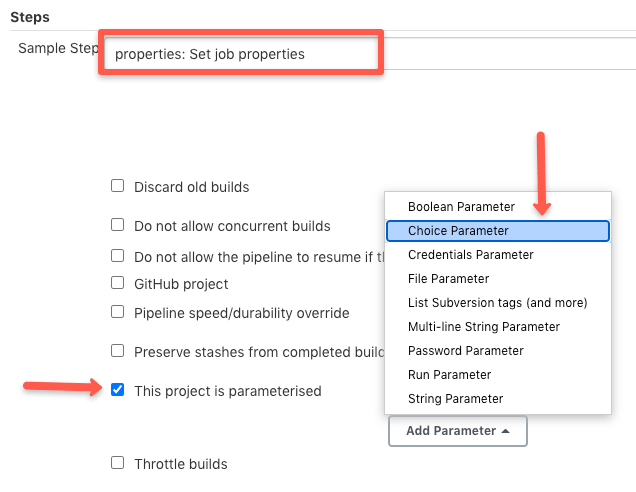 Steps
Sample Step
properties: Set job properties
Discard old builds
Do not allow concurrent builds
Do not allow the pipeline to resume if
GitHub project
Pipeline speed/durability override
Preserve stashes from completed
This project is parameterised
Boolean Parameter
Choice Parameter
Credentials Parameter
File Parameter
List Subversion tags (and more)
Multi-line String Parameter
Password Parameter
Run Parameter
String Parameter
Add Parameter
Throttle builds